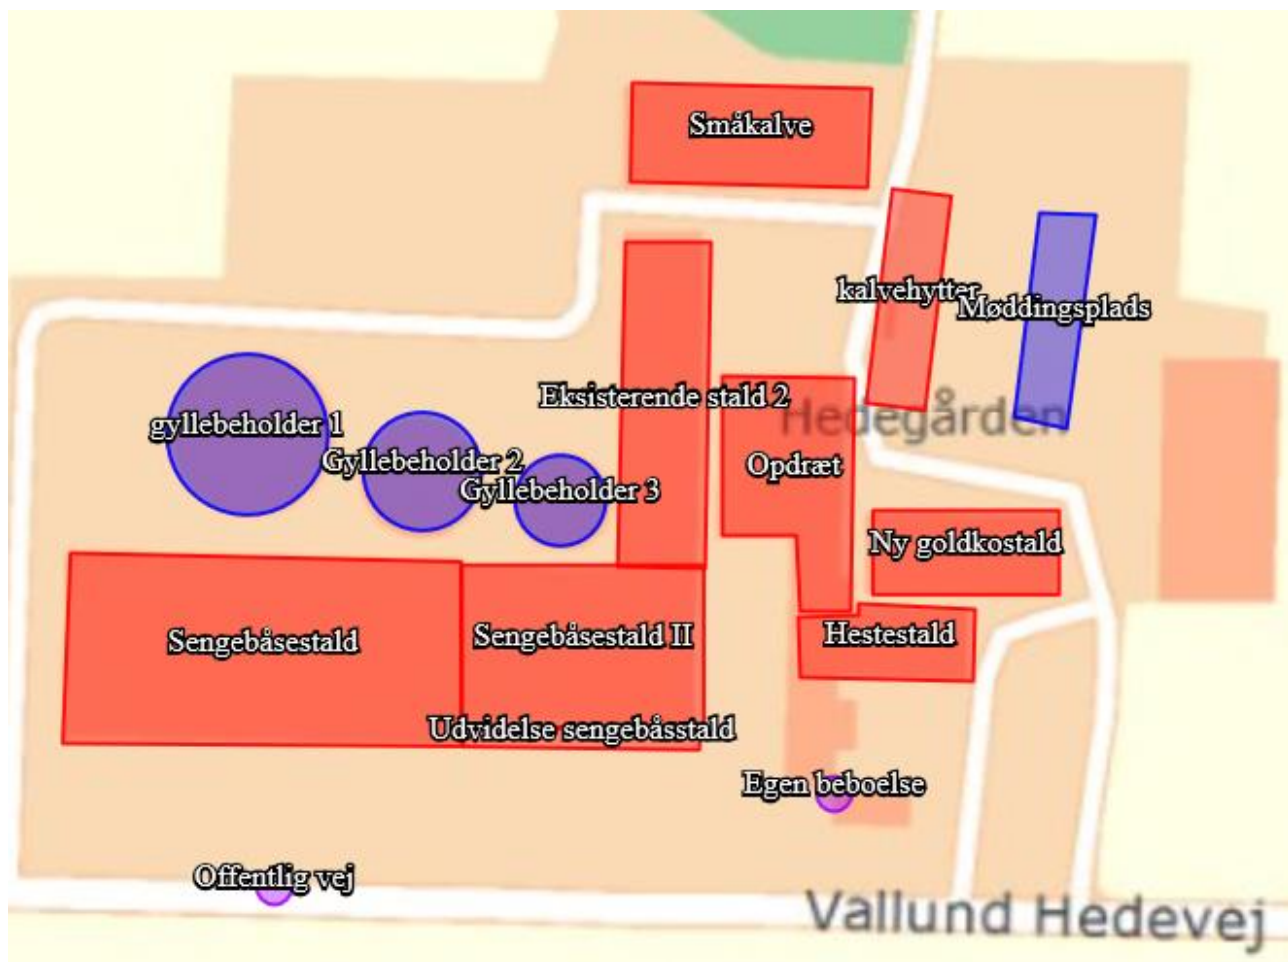 Småkalve
kalvehytter
Møddingsplads
Eksisterende stald 2
Hedegården
gyllebeholder 1
Gyllebeholder 2
Opdræt
Gyllebeholder 3
Ny goldkostald
Sengebåsestald
Sengebåsestald II
Hestestald
Udvidelse sengebåsstald
Egen beboelse
Offentlig vej
Vallund Hedevej